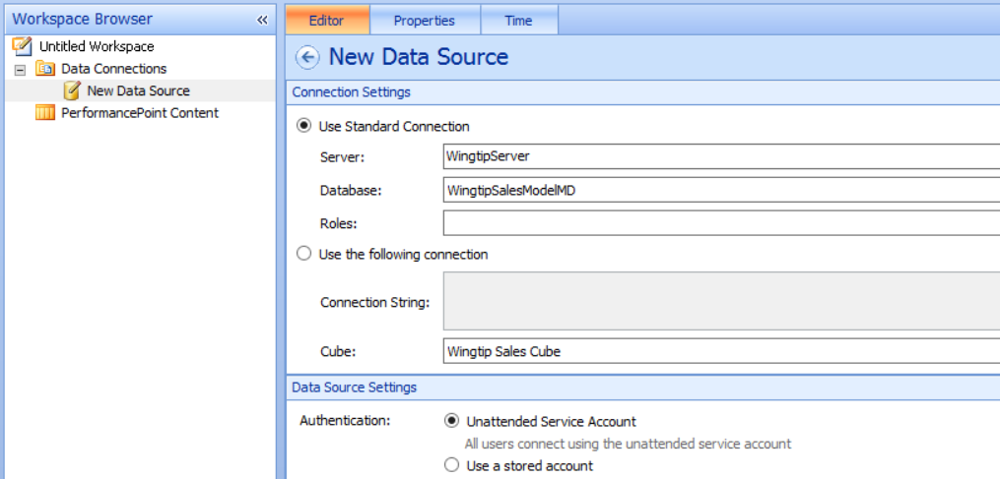 Workspace Browser «
Untitled Workspace
Data Connections
New Data Source
PerformancePoint Content
Editor Properties Time
New Data Source
Connection Settings
Use Standard Connection
Server: WingtipServer
Database: WingtipSalesModelMD
Roles:
Use the following connection
Connection String:
Cube: Wingtip Sales Cube
Data Source Settings
Authentication: Unattended Service Account
All users connect using the unattended service account
Use a stored account